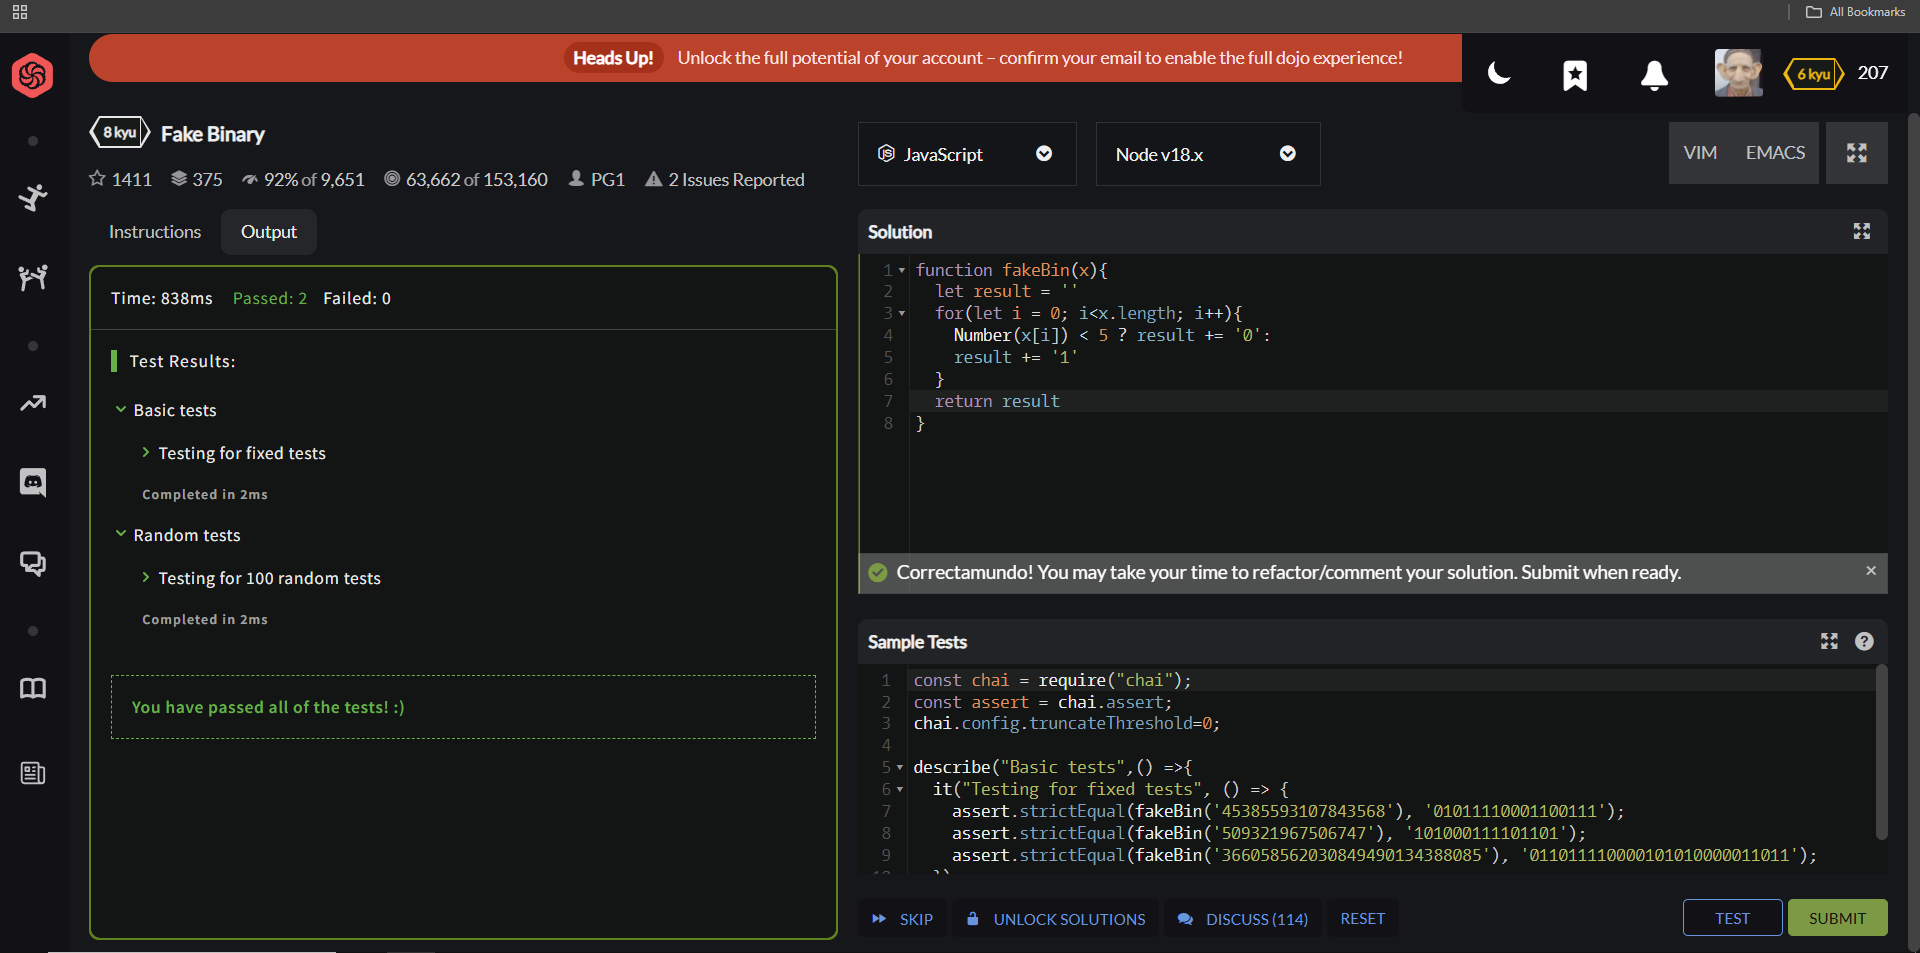 All Bookmarks
Heads Up! Unlock the full potential of your account – confirm your email to enable the full dojo experience!
6 kyu 207
8 kyu Fake Binary
1411 375 92% of 9,651 63,662 of 153,160 PG1 2 Issues Reported
JavaScript
Node v18.x
VIM EMACS
Instructions Output
Time: 838ms Passed: 2 Failed: 0
Test Results:
Basic tests
Testing for fixed tests
Completed in 2ms
Random tests
Testing for 100 random tests
Completed in 2ms
You have passed all of the tests! :)
Solution
1 function fakeBin(x){
2 let result = ''
3 for(let i = 0; i<x.length; i++){
4 Number(x[i]) < 5 ? result += '0':
5 result += '1'
6 }
7 return result
8 }
Correctamundo! You may take your time to refactor/comment your solution. Submit when ready.
Sample Tests
1 const chai = require("chai");
2 const assert = chai.assert;
3 chai.config.truncateThreshold=0;
4
5 describe("Basic tests",() =>{
6 it("Testing for fixed tests", () => {
7 assert.strictEqual(fakeBin('45385593107843568'), '01011110001100111');
8 assert.strictEqual(fakeBin('509321967506747'), '101000111101101');
9 assert.strictEqual(fakeBin('366058562030849490134388085'), '011011110000101010000011011');
SKIP UNLOCK SOLUTIONS DISCUSS (114) RESET
TEST SUBMIT